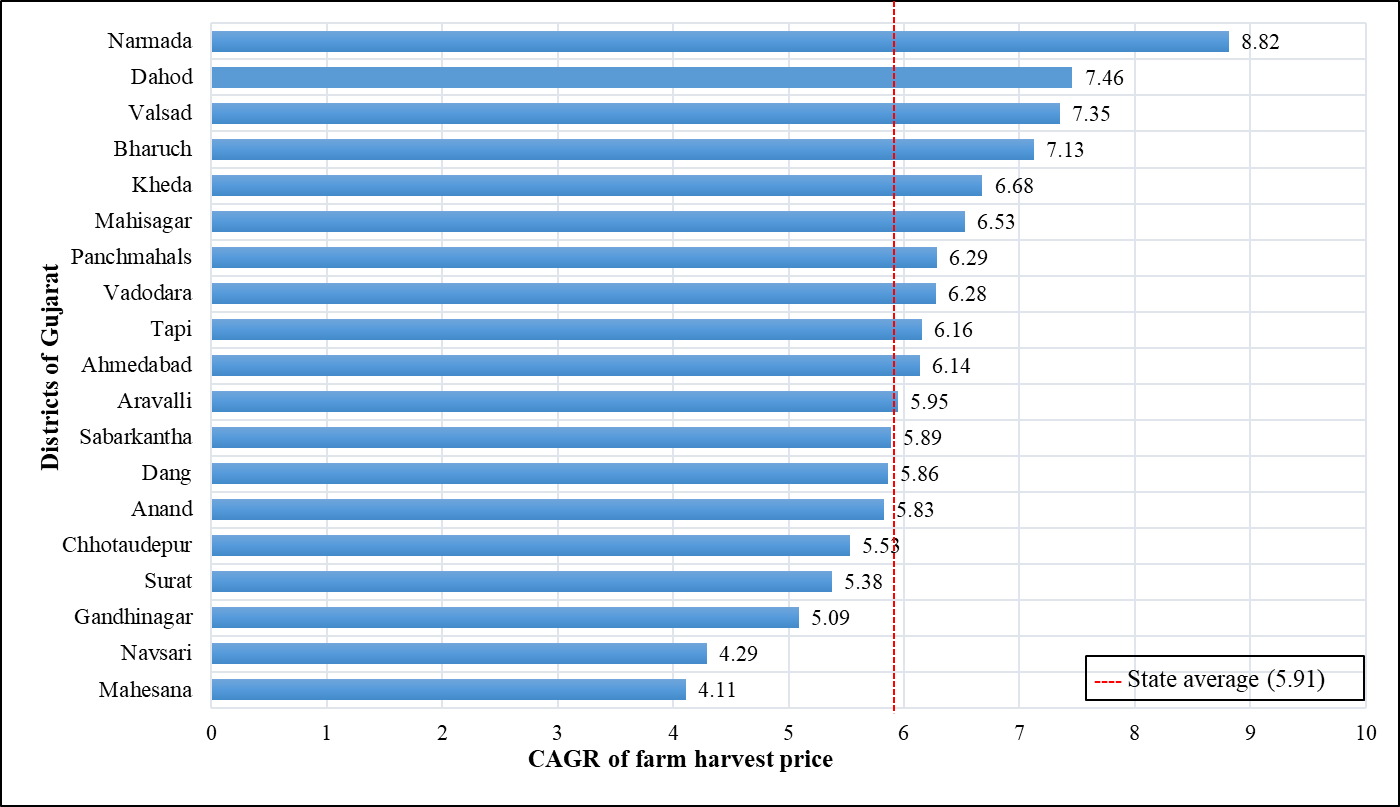 Districts of Gujarat
Narmada 8.82
Dahod 7.46
Valsad 7.35
Bharuch 7.13
Kheda 6.68
Mahisagar 6.53
Panchmahals 6.29
Vadodara 6.28
Tapi 6.16
Ahmedabad 6.14
Aravalli 5.95
Sabarkantha 5.89
Dang 5.86
Anand 5.83
Chhotaudepur 5.53
Surat 5.38
Gandhinagar 5.09
Navsari 4.29
Mahesana 4.11
State average (5.91)
0 1 2 3 4 5 6 7 8 9 10
CAGR of farm harvest price